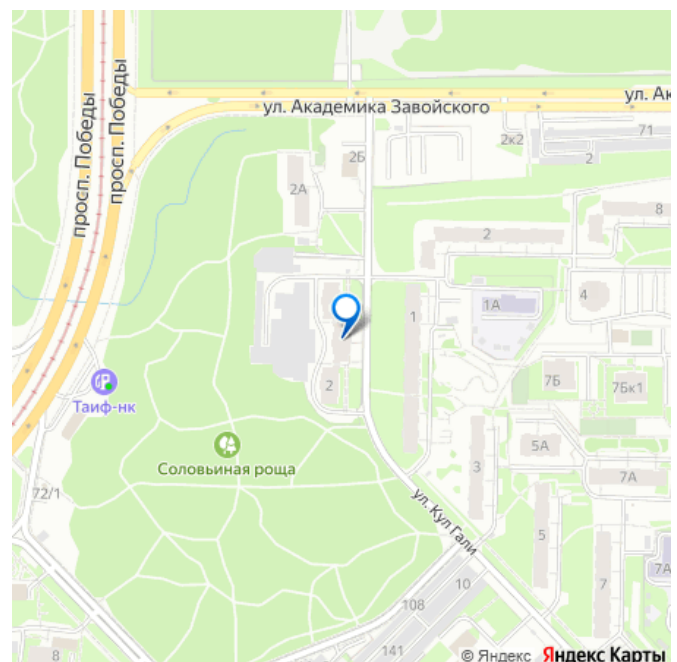 просп. Победы
просп. Победы
ул. Академика Завойского
ул. Ак
71
2к2
2
2Б
2А
8
2
4
1А
1
7Б
7Бк1
2
Таиф-нк
5А
Соловьиная роща
3
7А
72/1
ул. Кул Гали
5
10
7
7А
108
141
8
© Яндекс Яндекс Карты